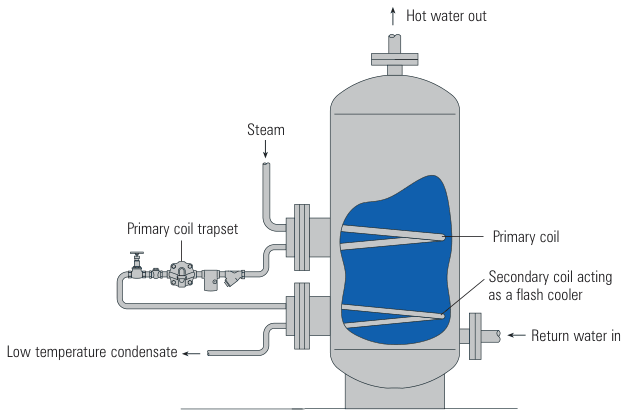 Hot water out
Steam
Primary coil trapset
Primary coil
Secondary coil acting
as a flash cooler
Return water in
Low temperature condensate